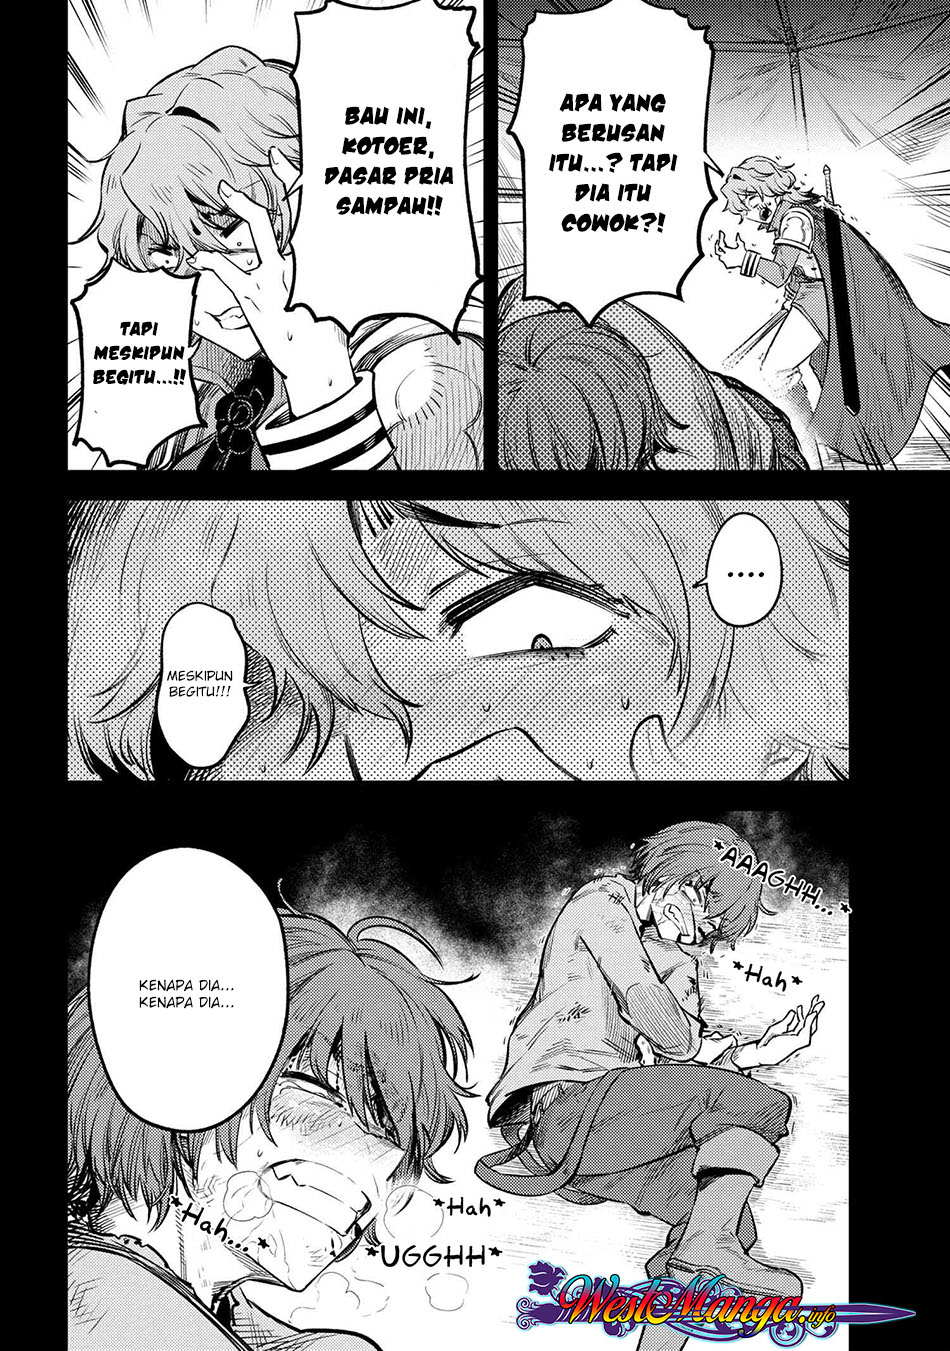 APA YANG
BERUSAN
ITU...? TAPI
DIA ITU
COWOK?!
BAU INI,
KOTOER,
DASAR PRIA
SAMPAH!!
TAPI
MESKIPUN
BEGITU...!!
....
MESKIPUN
BEGITU!!!
*AAAGHH...*
*Hah*
KENAPA DIA...
KENAPA DIA...
*Hah*
*Hah...*
*UGGHH*
WestManga.info